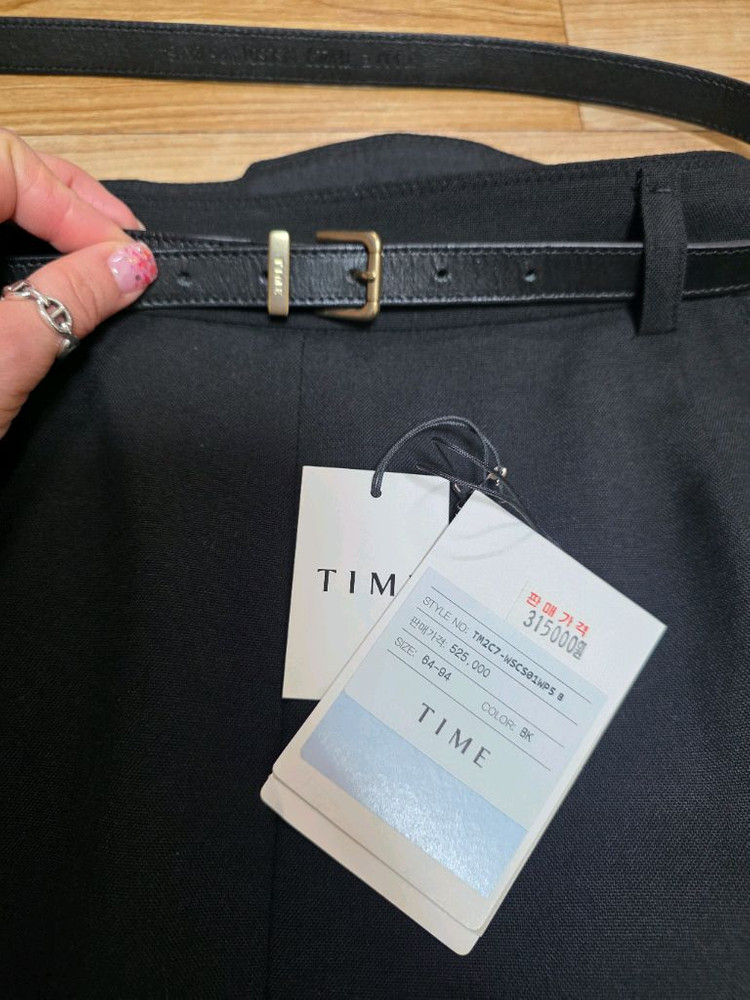 TIME
TIM
판매가격
315000원
STYLE NO: TM2C7-WSCS01WPS B
판매가격: 525,000
SIZE: 64-94
COLOR: BK
TIME